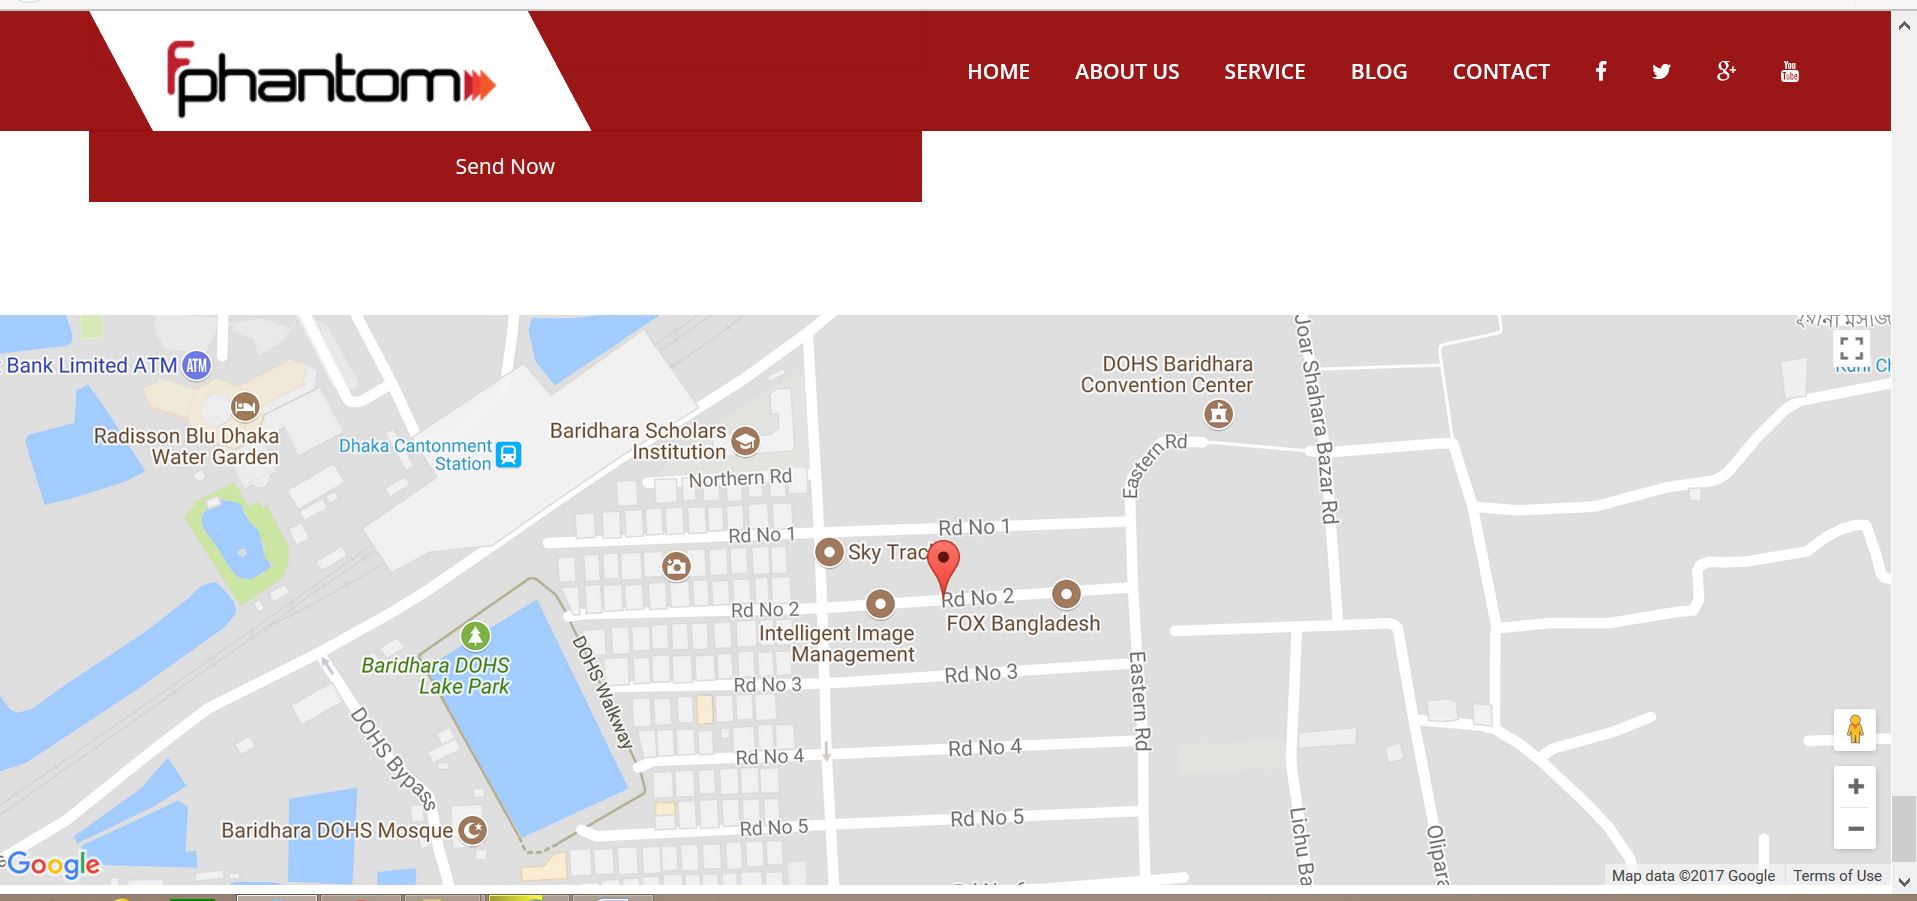 fphantom
HOME
ABOUT US
SERVICE
BLOG
CONTACT
f
g+
You
Tube
Send Now
Bank Limited ATM
ATM
Radisson Blu Dhaka
Water Garden
Dhaka Cantonment
Station
Baridhara Scholars
Institution
Northern Rd
DOHS Baridhara
Convention Center
Eastern Rd
Joar Shahara Bazar Rd
Rd No 1
Rd No 1
Sky Trac
Rd No 2
Rd No 2
Intelligent Image
Management
FOX Bangladesh
Baridhara DOHS
Lake Park
DOHS Walkway
Rd No 3
Rd No 3
Eastern Rd
DOHS Bypass
Rd No 4
Rd No 4
Baridhara DOHS Mosque
Rd No 5
Rd No 5
Lichu Ba
Olipara
Google
Map data ©2017 Google
Terms of Use